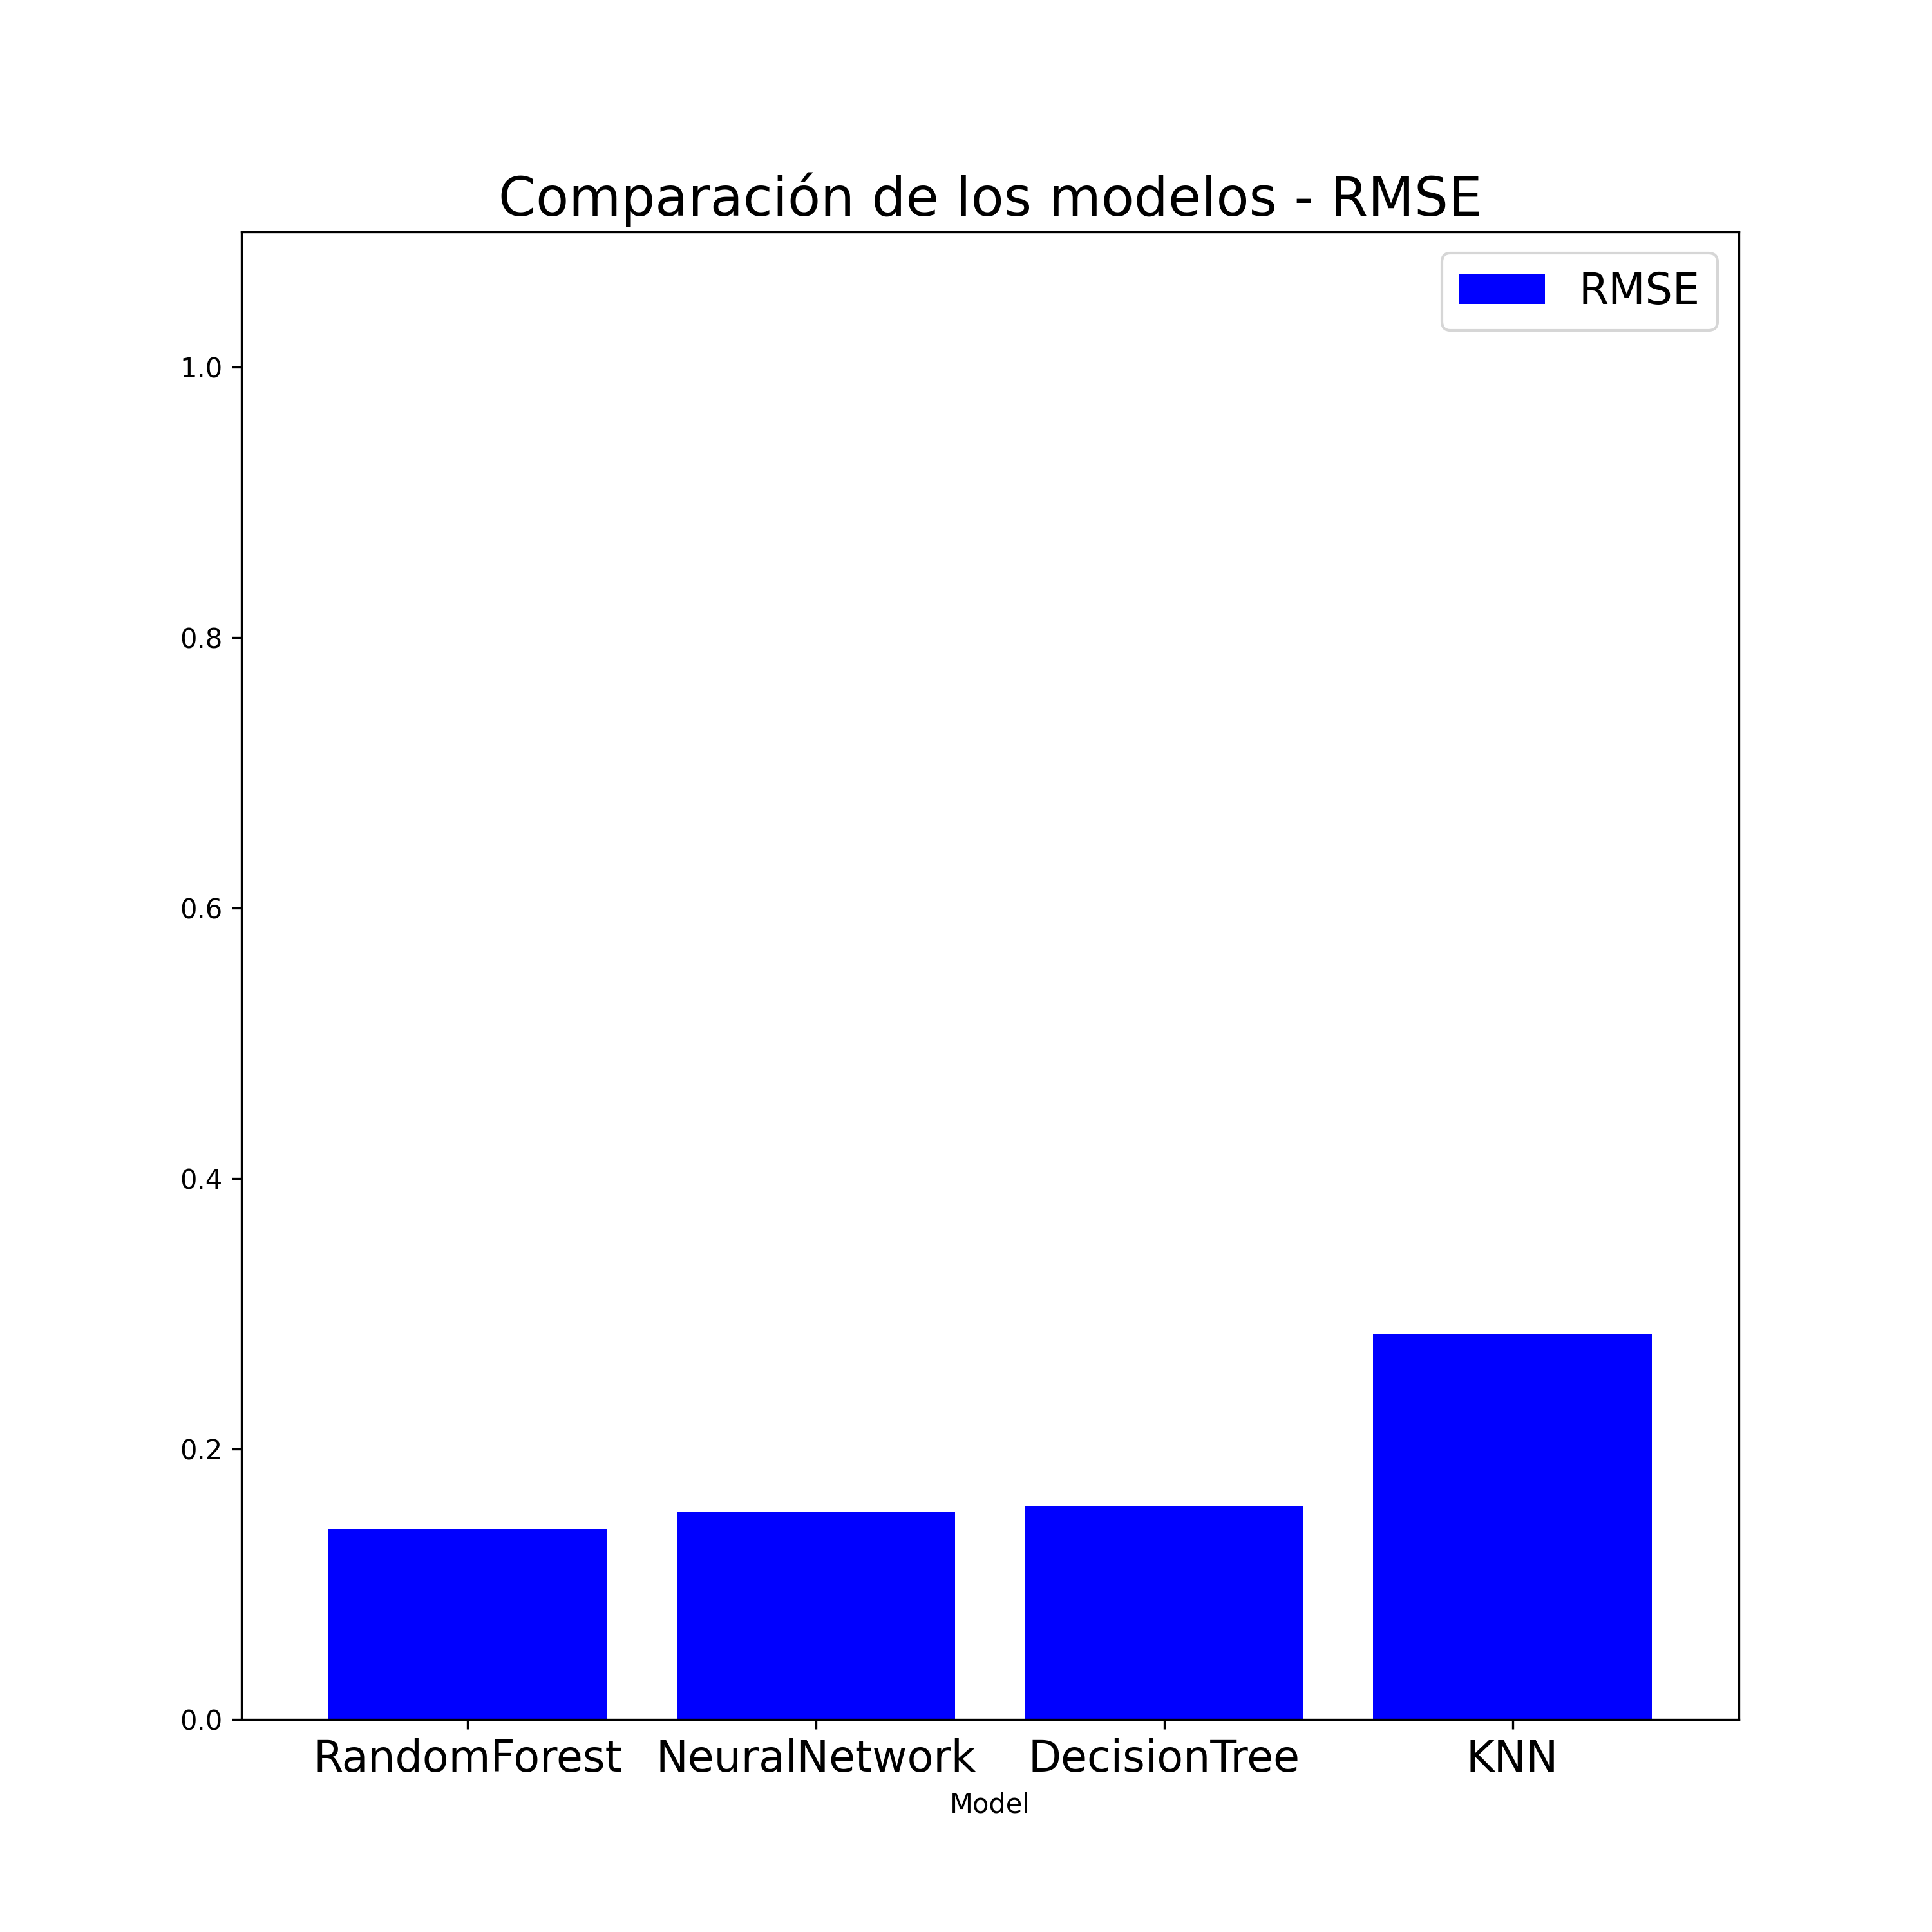 Comparación de los modelos - RMSE
RMSE
1.0
0.8
0.6
0.4
0.2
0.0
RandomForest NeuralNetwork DecisionTree KNN
Model